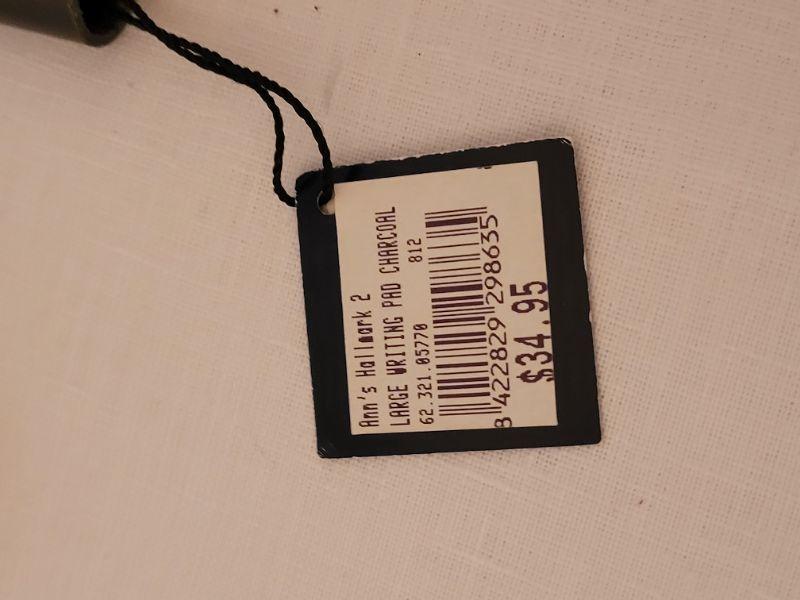 Ann's Hallmark 2
LARGE WRITING PAD CHARCOAL
62.321.05770 812
8 422829 298635
$34.95